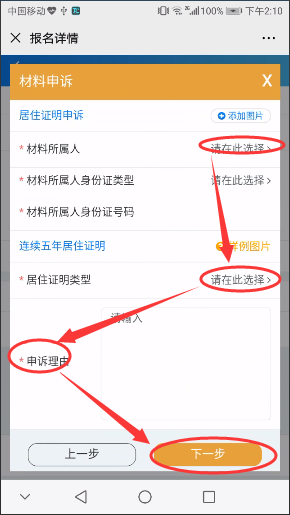 中国移动 100% 下午2:10
× 报名详情 ...
材料申诉 X
居住证明申诉 添加图片
*材料所属人 请在此选择>
*材料所属人身份证类型 请在此选择>
*材料所属人身份证号码
连续五年居住证明 样例图片
*居住证明类型 请在此选择>
*申诉理由 请输入
上一步 下一步